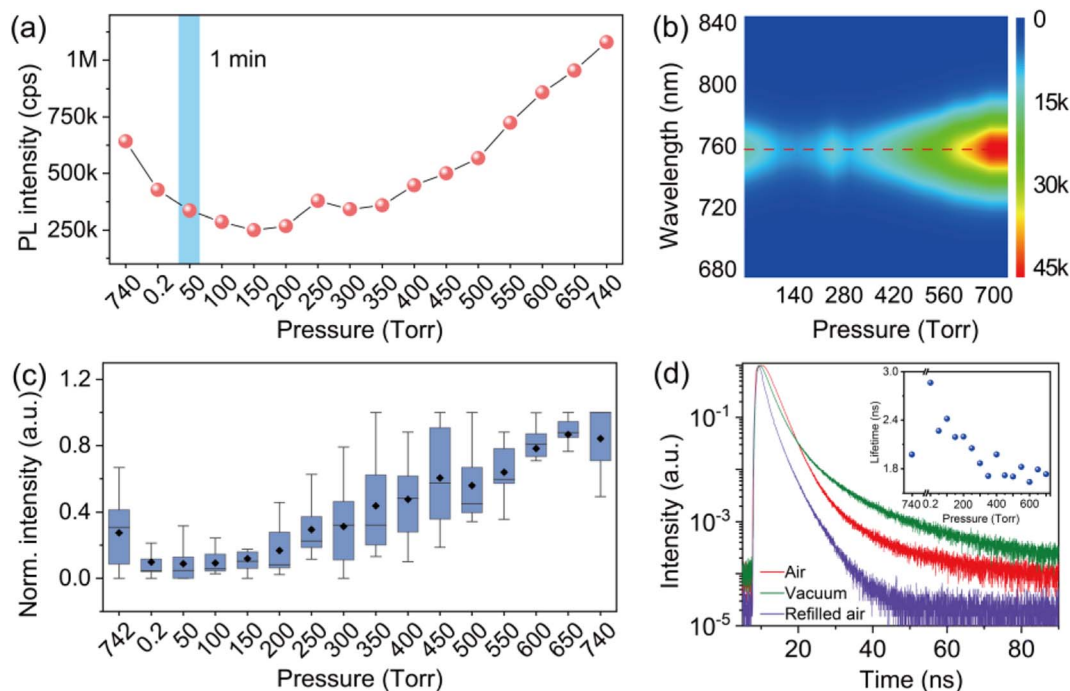 (a)
PL intensity (cps)
1M
750k
500k
250k
1 min
740 0.2 50 100 150 200 250 300 350 400 450 500 550 600 650 740
Pressure (Torr)
(b)
Wavelength (nm)
840
800
760
720
680
140 280 420 560 700
Pressure (Torr)
0
15k
30k
45k
(c)
Norm. intensity (a.u.)
1.2
0.8
0.4
0.0
742 0.2 50 100 150 200 250 300 350 400 450 500 550 600 650 740
Pressure (Torr)
(d)
Intensity (a.u.)
10-1
10-3
10-5
Air
Vacuum
Refilled air
20 40 60 80
Time (ns)
Lifetime (ns)
3.0
2.4
1.8
740 0.2 200 400 600
Pressure (Torr)